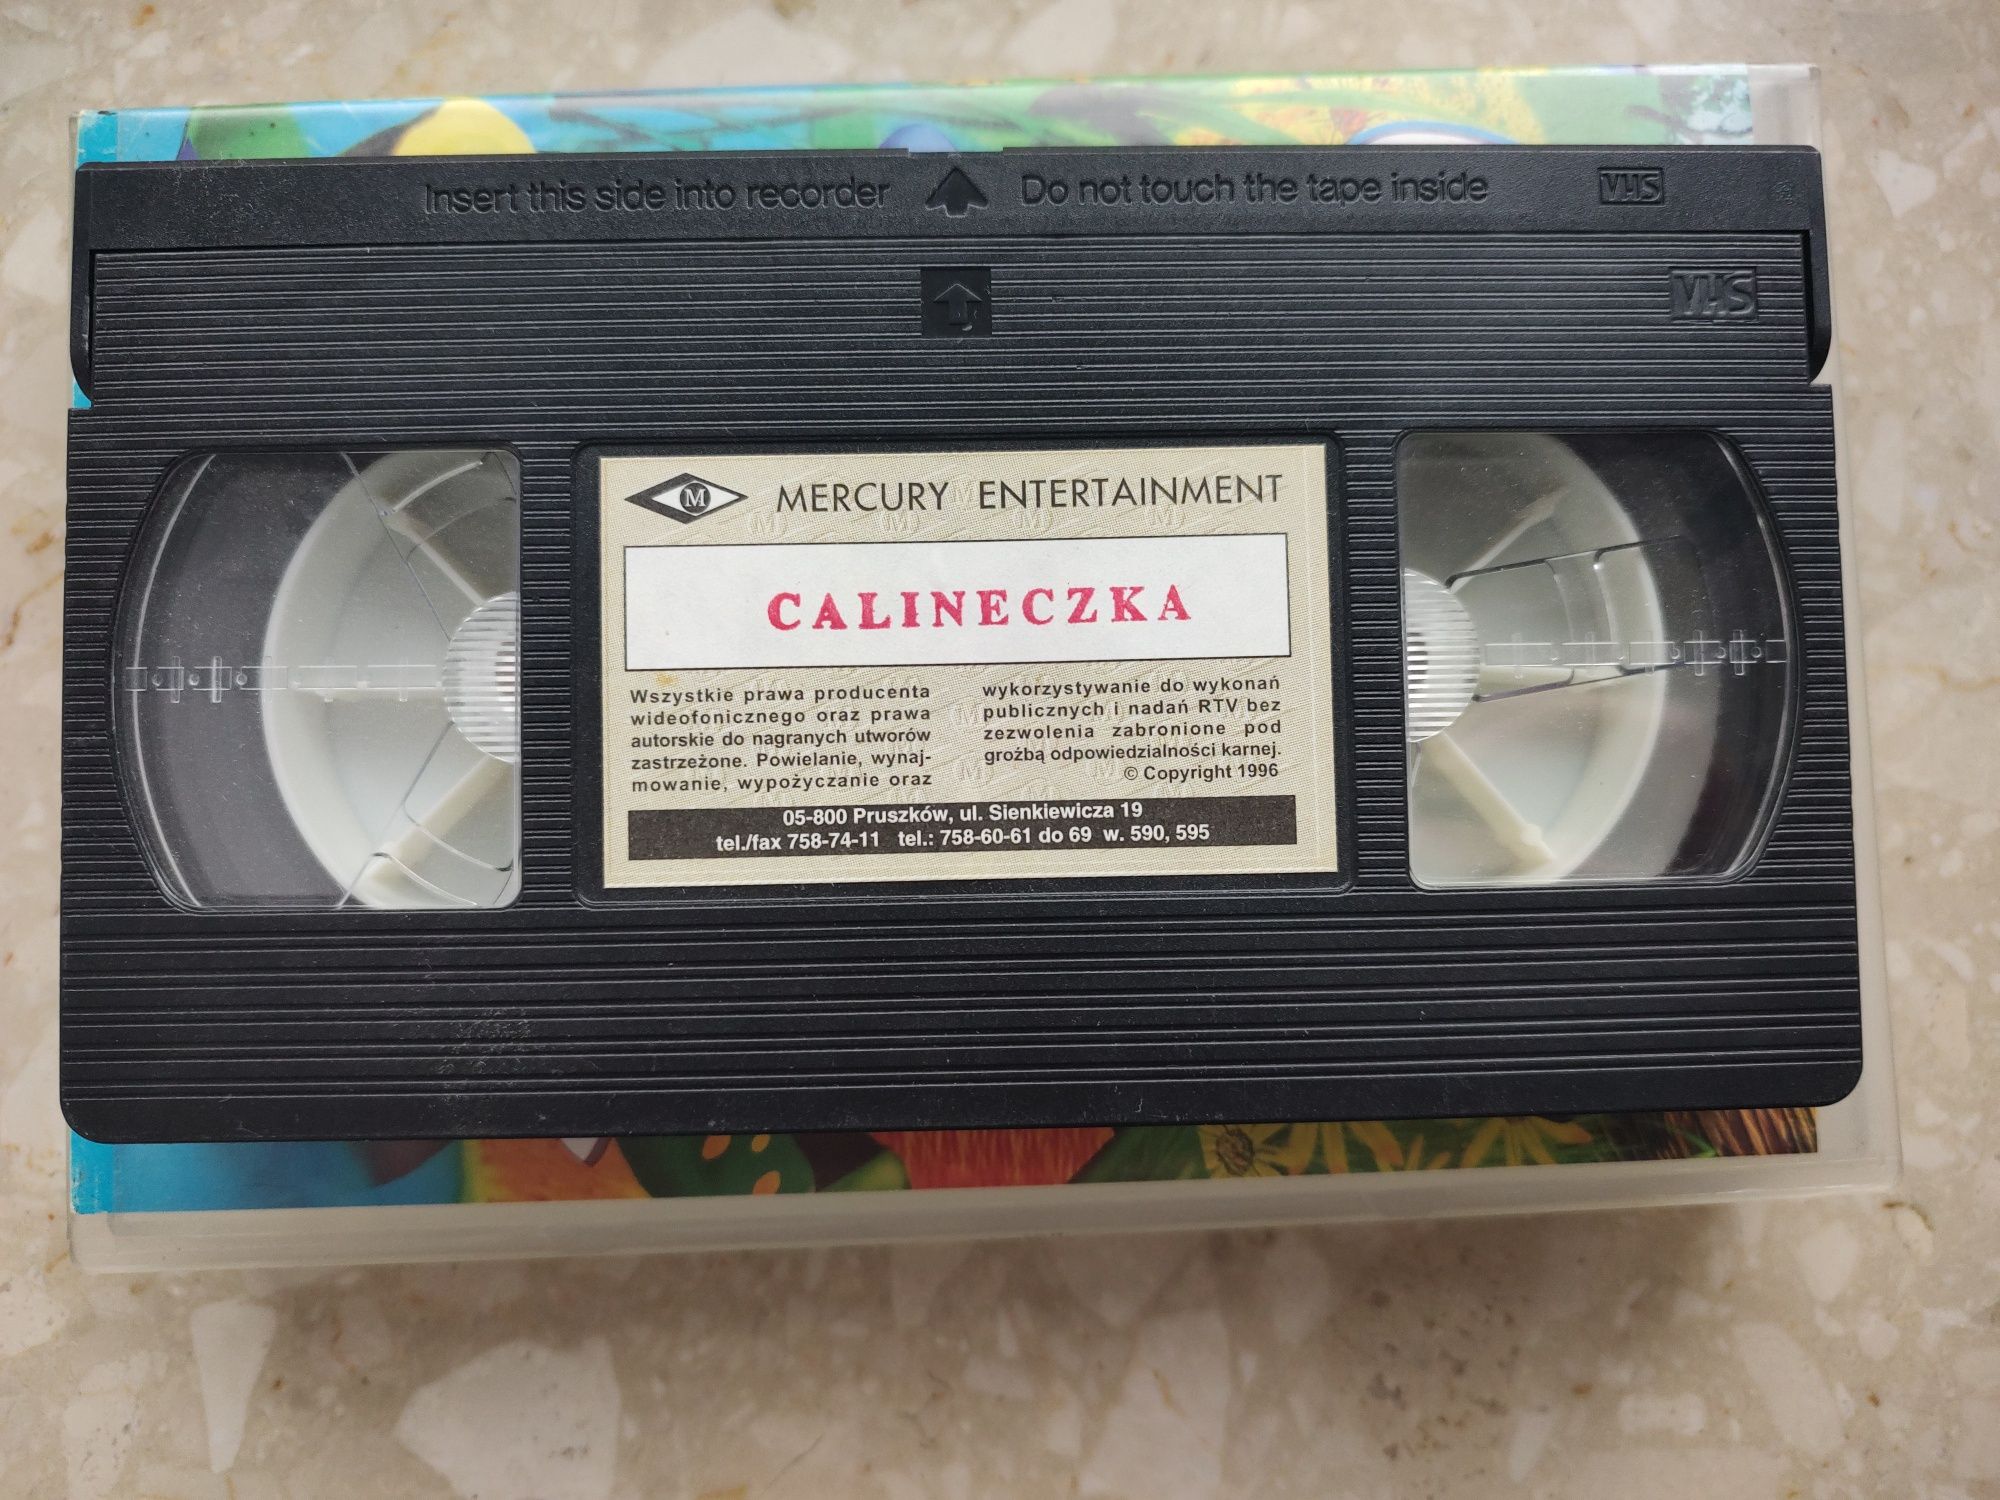 Insert this side into recorder Do not touch the tape inside VHS
VHS
M MERCURY ENTERTAINMENT
CALINECZKA
Wszystkie prawa producenta
wideofonicznego oraz prawa
autorskie do nagranych utworów
zastrzeżone. Powielanie, wynaj-
mowanie, wypożyczanie oraz
wykorzystywanie do wykonań
publicznych i nadań RTV bez
zezwolenia zabronione pod
groźbą odpowiedzialności karnej.
© Copyright 1996
05-800 Pruszków, ul. Sienkiewicza 19
tel./fax 758-74-11 tel.: 758-60-61 do 69 w. 590, 595